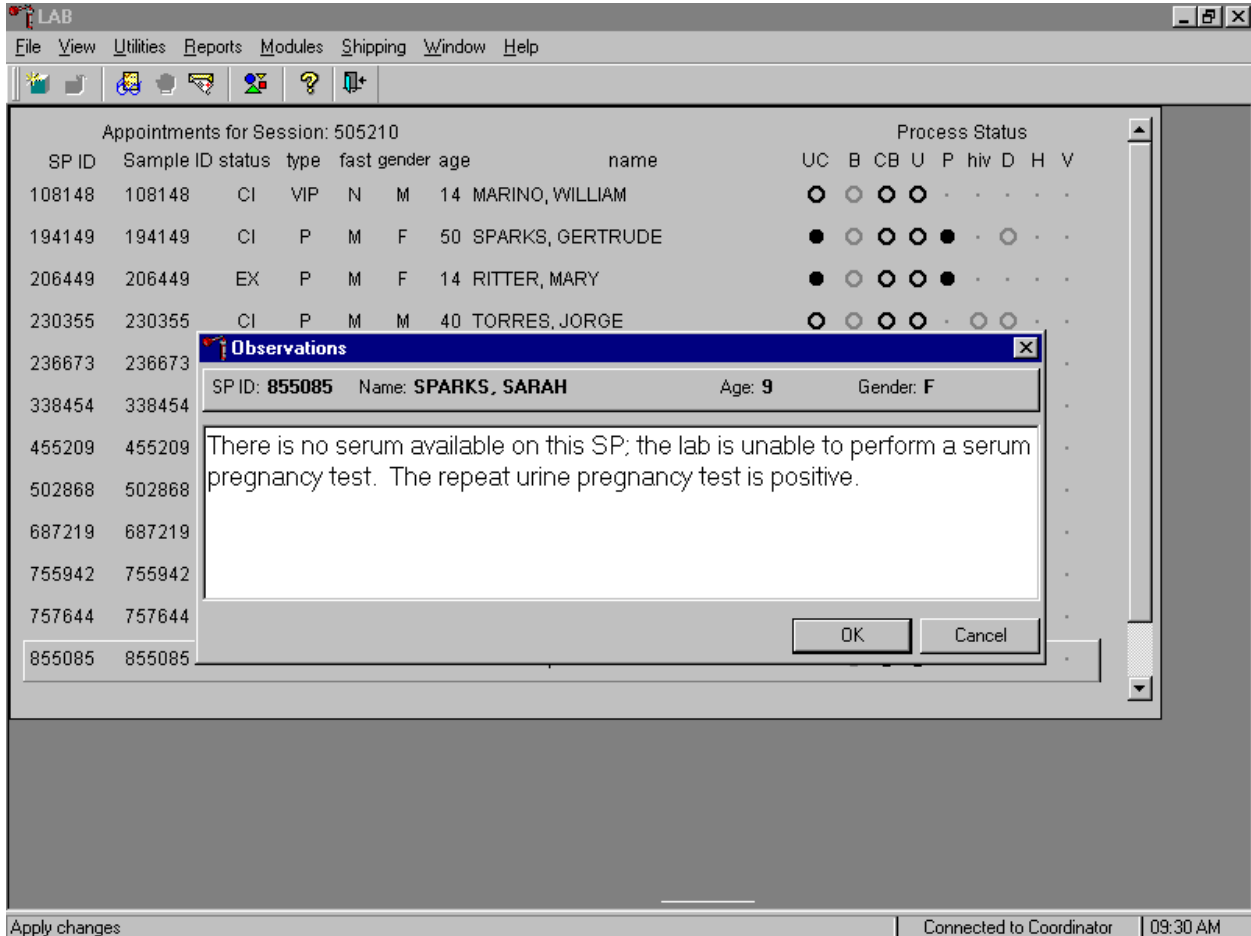 LAB
File View Utilities Reports Modules Shipping Window Help
Appointments for Session: 505210 Process Status
SP ID Sample ID status type fast gender age name UC B CB U P hiv D H V
108148 108148 CI VIP N M 14 MARINO, WILLIAM
194149 194149 CI P M F 50 SPARKS, GERTRUDE
206449 206449 EX P M F 14 RITTER, MARY
230355 230355 CI P M M 40 TORRES, JORGE
236673 236673
338454 338454
455209 455209
502868 502868
687219 687219
755942 755942
757644 757644
855085 855085
Observations
SP ID: 855085 Name: SPARKS, SARAH Age: 9 Gender: F
There is no serum available on this SP; the lab is unable to perform a serum
pregnancy test. The repeat urine pregnancy test is positive.
OK Cancel
Apply changes Connected to Coordinator 09:30 AM